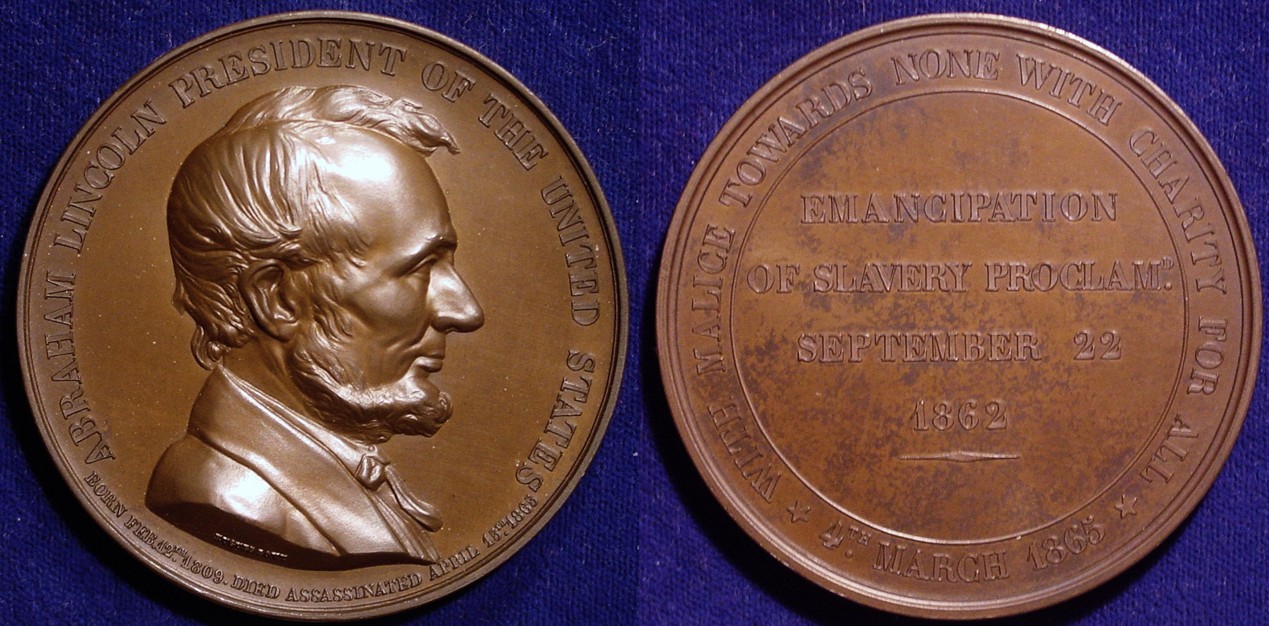 ABRAHAM LINCOLN PRESIDENT OF THE UNITED STATES
BORN FEB. 12TH. 1809. DIED ASSASSINATED APRIL 15TH. 1865
WITH MALICE TOWARDS NONE WITH CHARITY FOR ALL
EMANCIPATION
OF SLAVERY PROCLAMD.
SEPTEMBER 22
1862
★ 4TH. MARCH 1865 ★